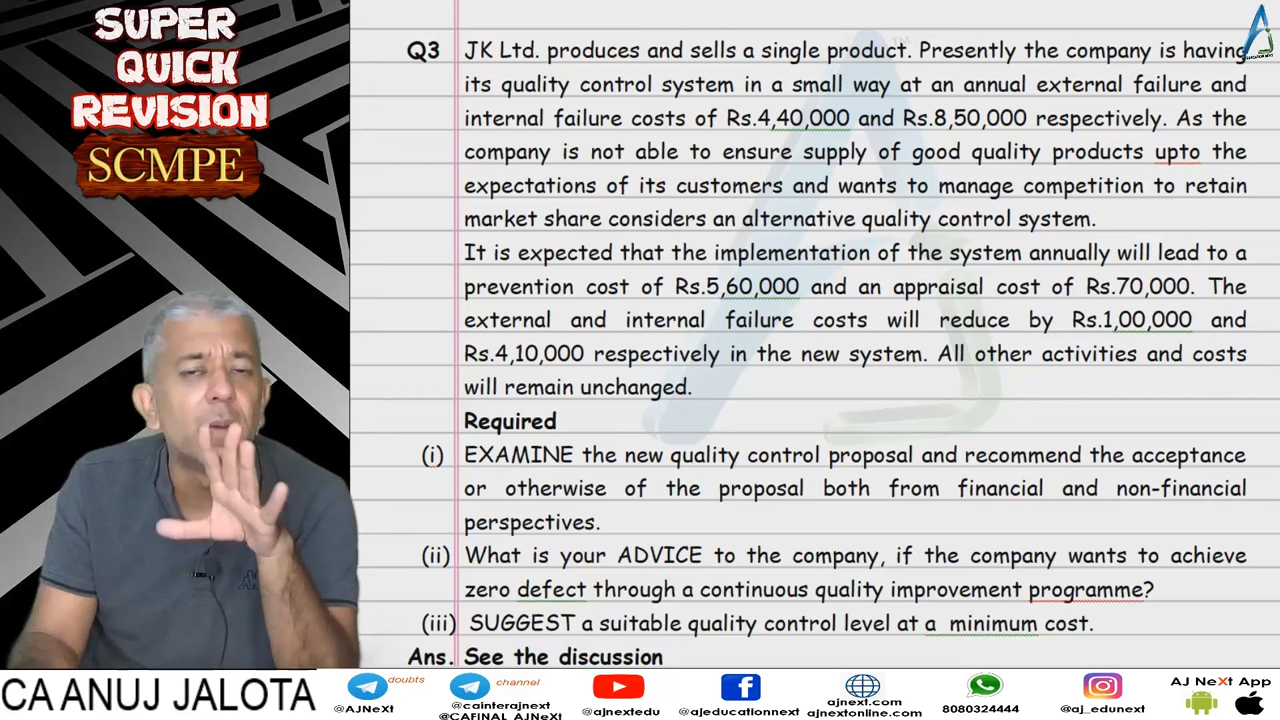 SUPER
QUICK
REVISION
SCMPE
Q3 JK Ltd. produces and sells a single product. Presently the company is having
its quality control system in a small way at an annual external failure and
internal failure costs of Rs.4,40,000 and Rs.8,50,000 respectively. As the
company is not able to ensure supply of good quality products upto the
expectations of its customers and wants to manage competition to retain
market share considers an alternative quality control system.
It is expected that the implementation of the system annually will lead to a
prevention cost of Rs.5,60,000 and an appraisal cost of Rs.70,000. The
external and internal failure costs will reduce by Rs.1,00,000 and
Rs.4,10,000 respectively in the new system. All other activities and costs
will remain unchanged.
Required
(i) EXAMINE the new quality control proposal and recommend the acceptance
or otherwise of the proposal both from financial and non-financial
perspectives.
(ii) What is your ADVICE to the company, if the company wants to achieve
zero defect through a continuous quality improvement programme?
(iii) SUGGEST a suitable quality control level at a minimum cost.
Ans. See the discussion
CA ANUJ JALOTA
doubts
@AJNeXt
channel
@cainterajnext
@CAFINAL_AJNeXt
@ajnextedu
@ajeducationnext
ajnext.com
ajnextonline.com
8080324444
@aj_edunext
AJ NeXt App